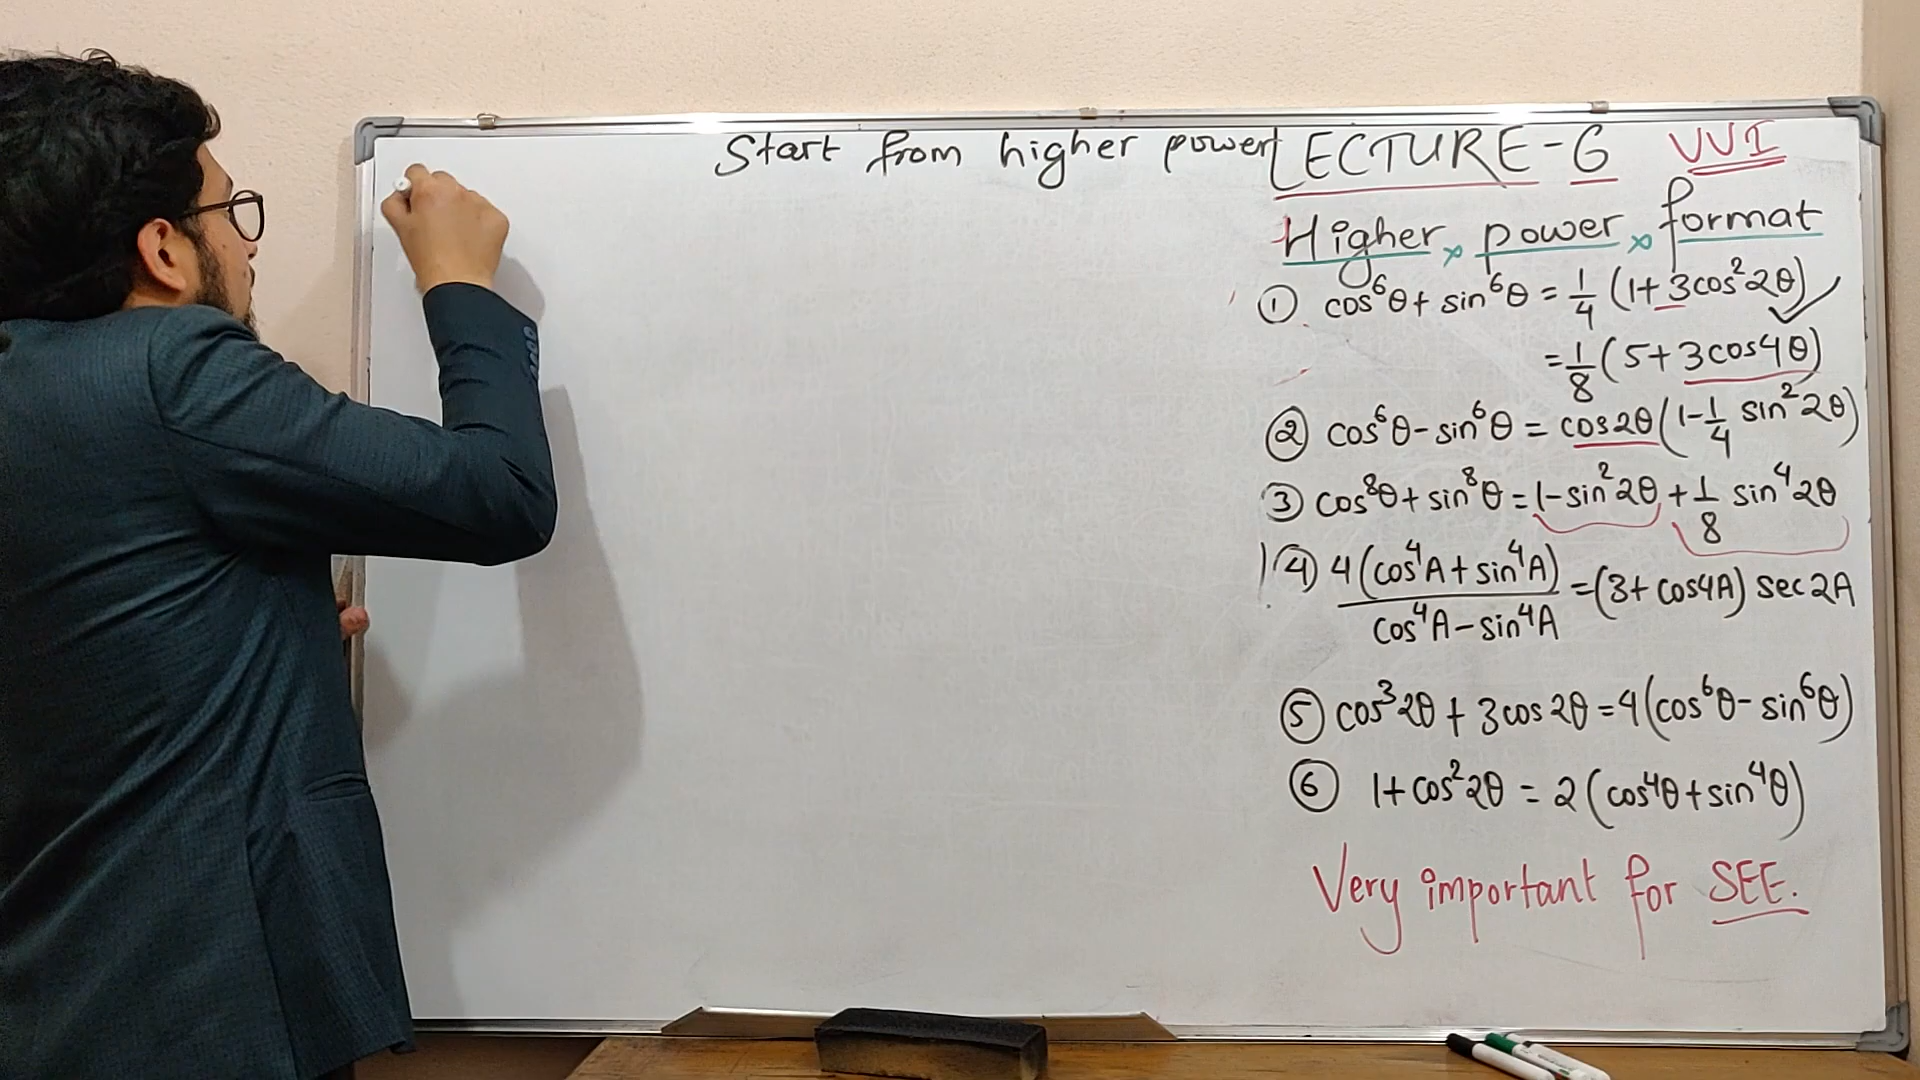 Start from higher power LECTURE-6 VVI
Higher power format
① cos⁶θ + sin⁶θ = 1/4 (1+3cos²2θ)
= 1/8 (5+3cos4θ)
② cos⁶θ - sin⁶θ = cos2θ (1 - 1/4 sin²2θ)
③ cos⁸θ + sin⁸θ = 1 - sin²2θ + 1/8 sin⁴2θ
④ 4(cos⁴A + sin⁴A) / cos⁴A - sin⁴A = (3+cos4A) sec2A
⑤ cos³2θ + 3cos2θ = 4(cos⁶θ - sin⁶θ)
⑥ 1+cos²2θ = 2(cos⁴θ + sin⁴θ)
Very important for SEE.